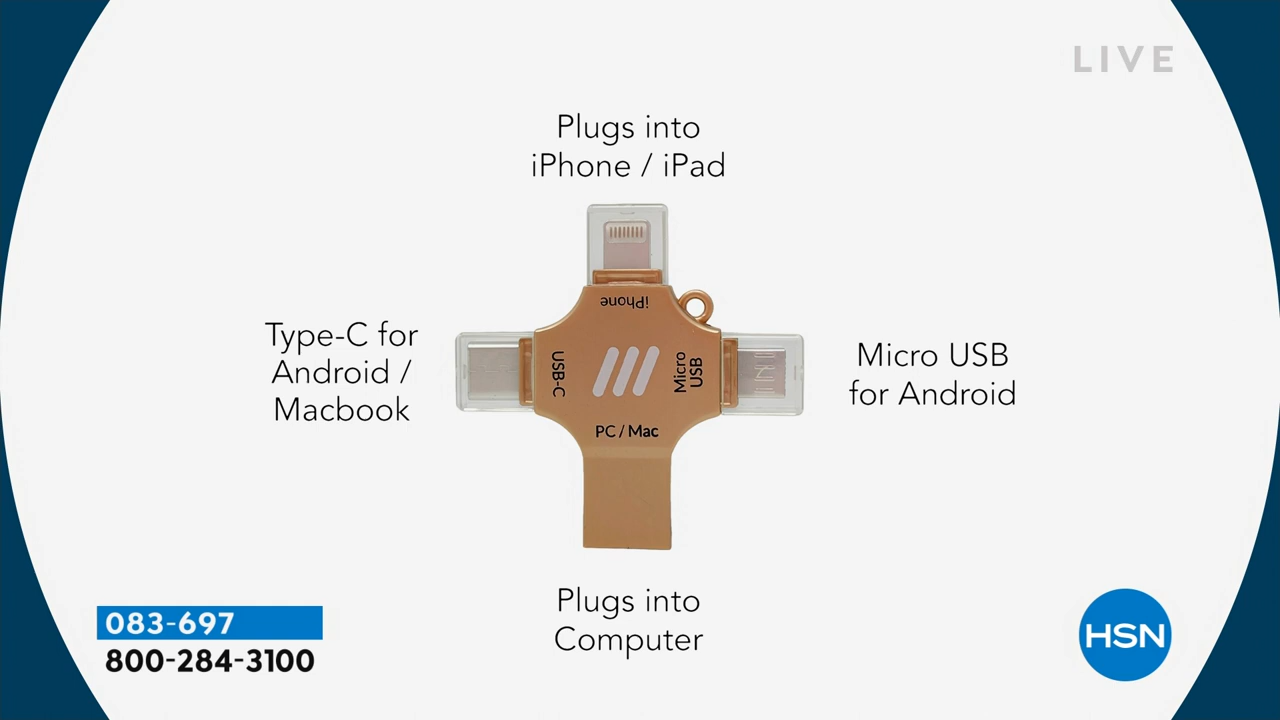 LIVE
Plugs into
iPhone / iPad
iPhone
Type-C for
Android /
Macbook
USB-C
Micro
USB
Micro USB
for Android
PC / Mac
Plugs into
Computer
083-697
800-284-3100
HSN